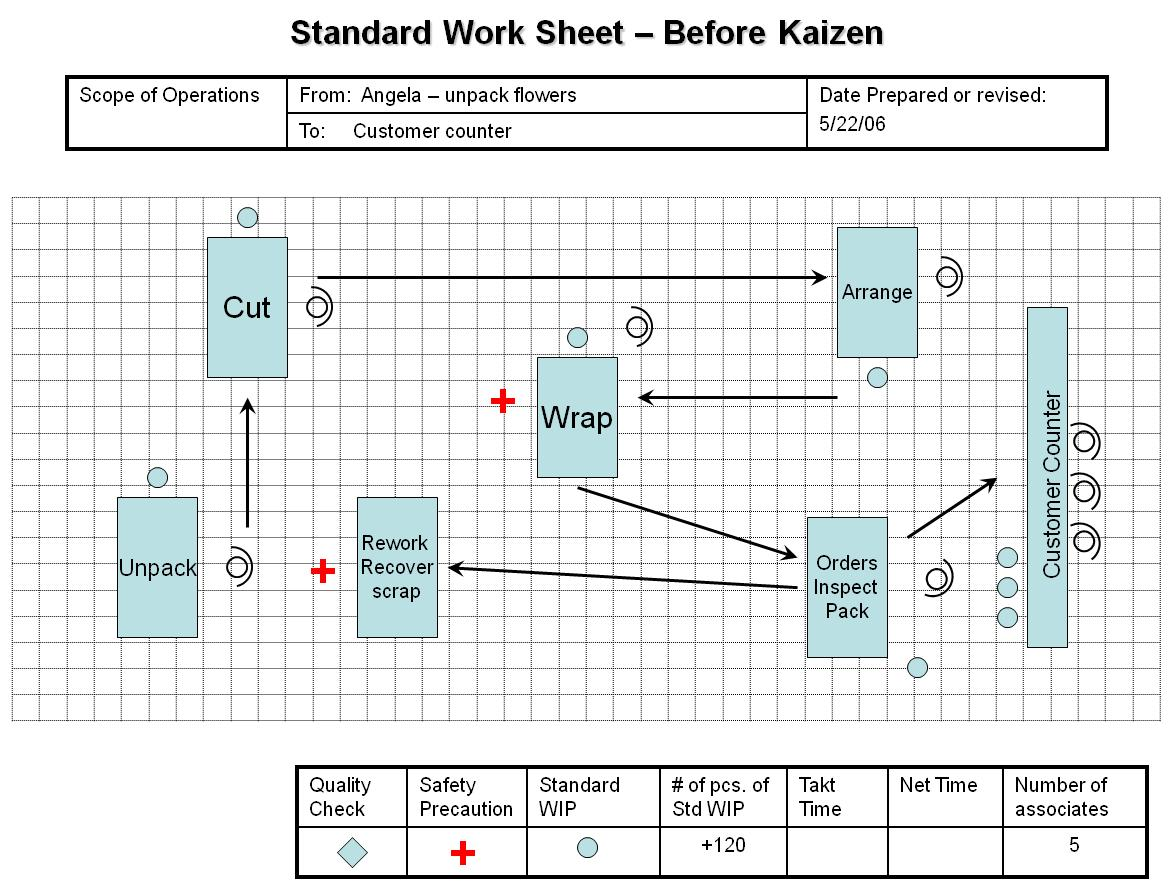 Standard Work Sheet – Before Kaizen
Scope of Operations
From: Angela – unpack flowers
To: Customer counter
Date Prepared or revised:
5/22/06
Cut
Arrange
Wrap
Customer Counter
Unpack
Rework
Recover
scrap
Orders
Inspect
Pack
Quality
Check
Safety
Precaution
Standard
WIP
# of pcs. of
Std WIP
Takt
Time
Net Time
Number of
associates
+120
5